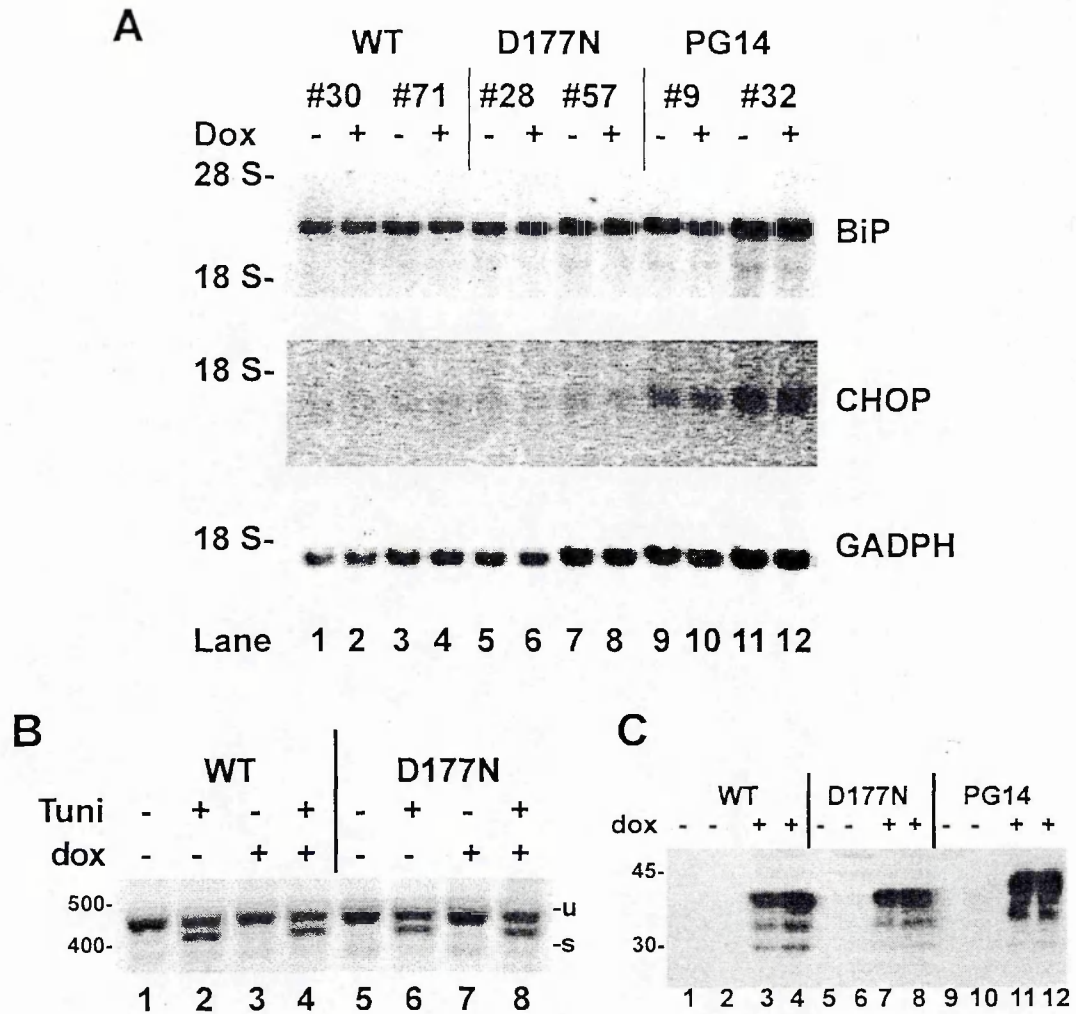 A
WT D177N PG14
#30 #71 #28 #57 #9 #32
Dox - + - + - + - + - + - +
28 S-
BiP
18 S-
18 S-
CHOP
18 S-
GADPH
Lane 1 2 3 4 5 6 7 8 9 10 11 12
B
WT D177N
Tuni - + - + - + - +
dox - - + + - - + +
500-
-u
400-
-s
1 2 3 4 5 6 7 8
C
WT D177N PG14
dox - - + + - - + + - - + +
45-
30-
1 2 3 4 5 6 7 8 9 10 11 12